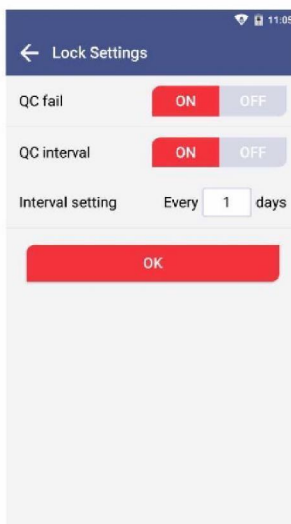 11:05
Lock Settings
QC fail ON OFF
QC interval ON OFF
Interval setting Every 1 days
OK